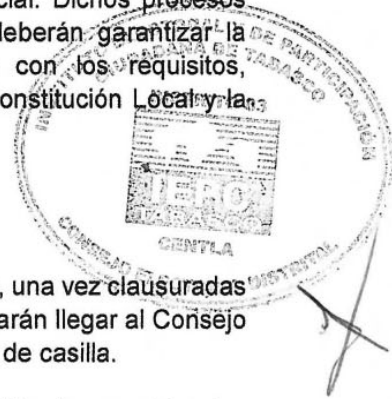 cial. Dichos procesos
deberán garantizar la
con los requisitos,
onstitución Local y la
INSTITUTO ELECTORAL Y DE PARTICIPACIÓN
CIUDADANA DE TABASCO
IEPC
TABASCO
CENTLA
CONSEJO ELECTORAL DISTRITAL
, una vez clausuradas
arán llegar al Consejo
de casilla.